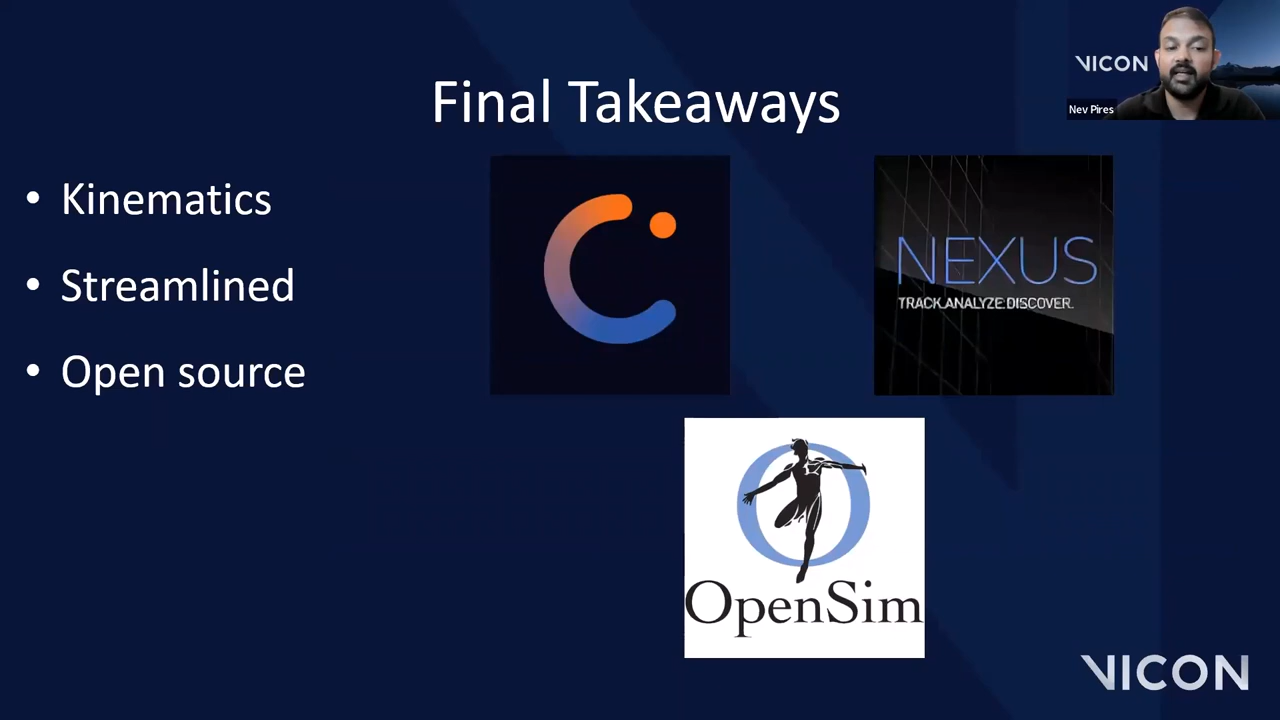 VICON
Nev Pires
Final Takeaways
• Kinematics
• Streamlined
• Open source
NEXUS
TRACK.ANALYZE.DISCOVER.
OpenSim
VICON